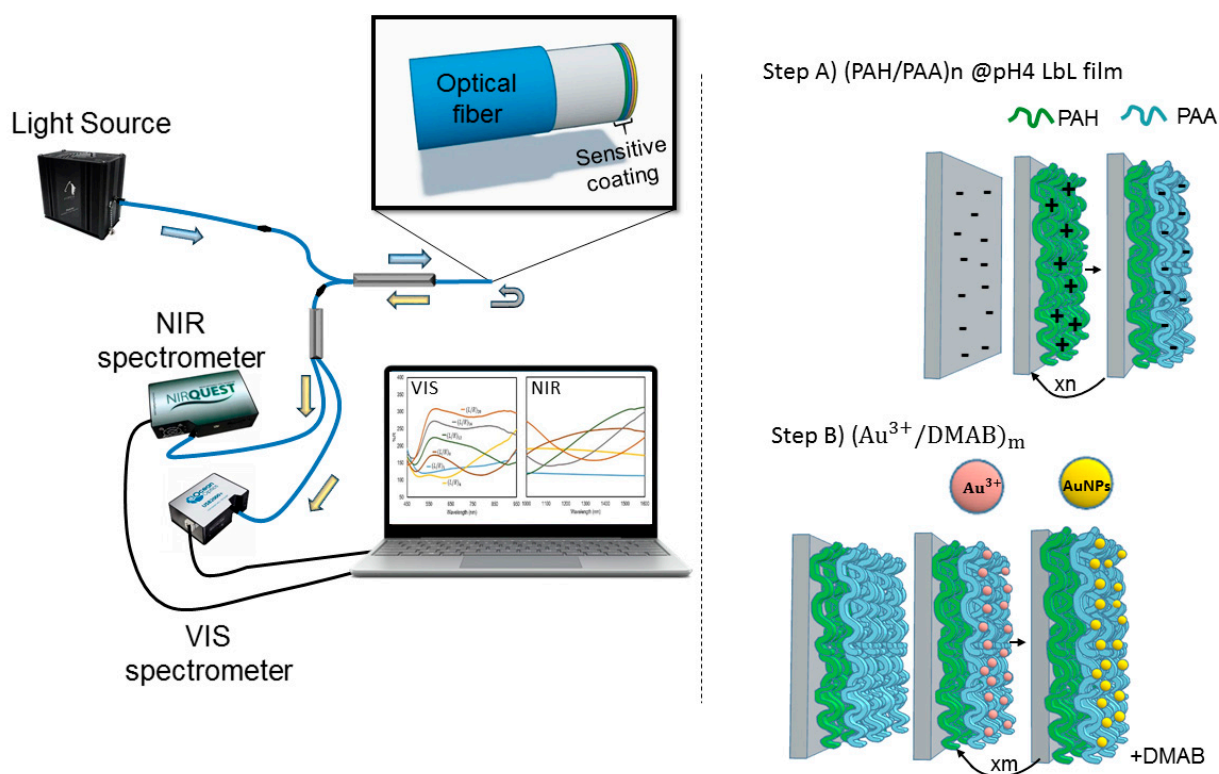 Light Source
Optical
fiber
Sensitive
coating
NIR
spectrometer
NIRQUEST
VIS
spectrometer
VIS
NIR
Wavelength (nm)
Wavelength (nm)
Step A) (PAH/PAA)n @pH4 LbL film
PAH
PAA
xn
Step B) (Au³⁺/DMAB)ₘ
Au³⁺
AuNPs
xm
+DMAB